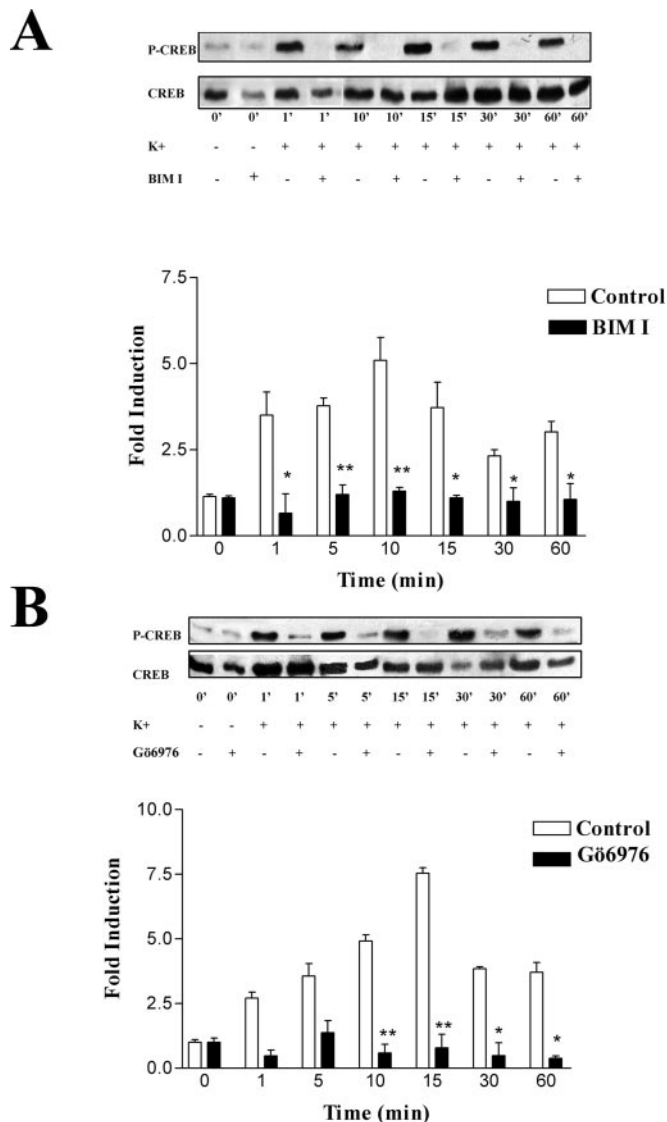 A
P-CREB
CREB
0' 0' 1' 1' 10' 10' 15' 15' 30' 30' 60' 60'
K+ - - + + + + + + + + + +
BIM I - + - + - + - + - + - +
7.5
5.0
2.5
0.0
Fold Induction
Control
BIM I
* ** ** * * *
0 1 5 10 15 30 60
Time (min)
B
P-CREB
CREB
0' 0' 1' 1' 5' 5' 15' 15' 30' 30' 60' 60'
K+ - - + + + + + + + + + +
Gö6976 - + - + - + - + - + - +
10.0
7.5
5.0
2.5
0.0
Fold Induction
Control
Gö6976
** ** * *
0 1 5 10 15 30 60
Time (min)